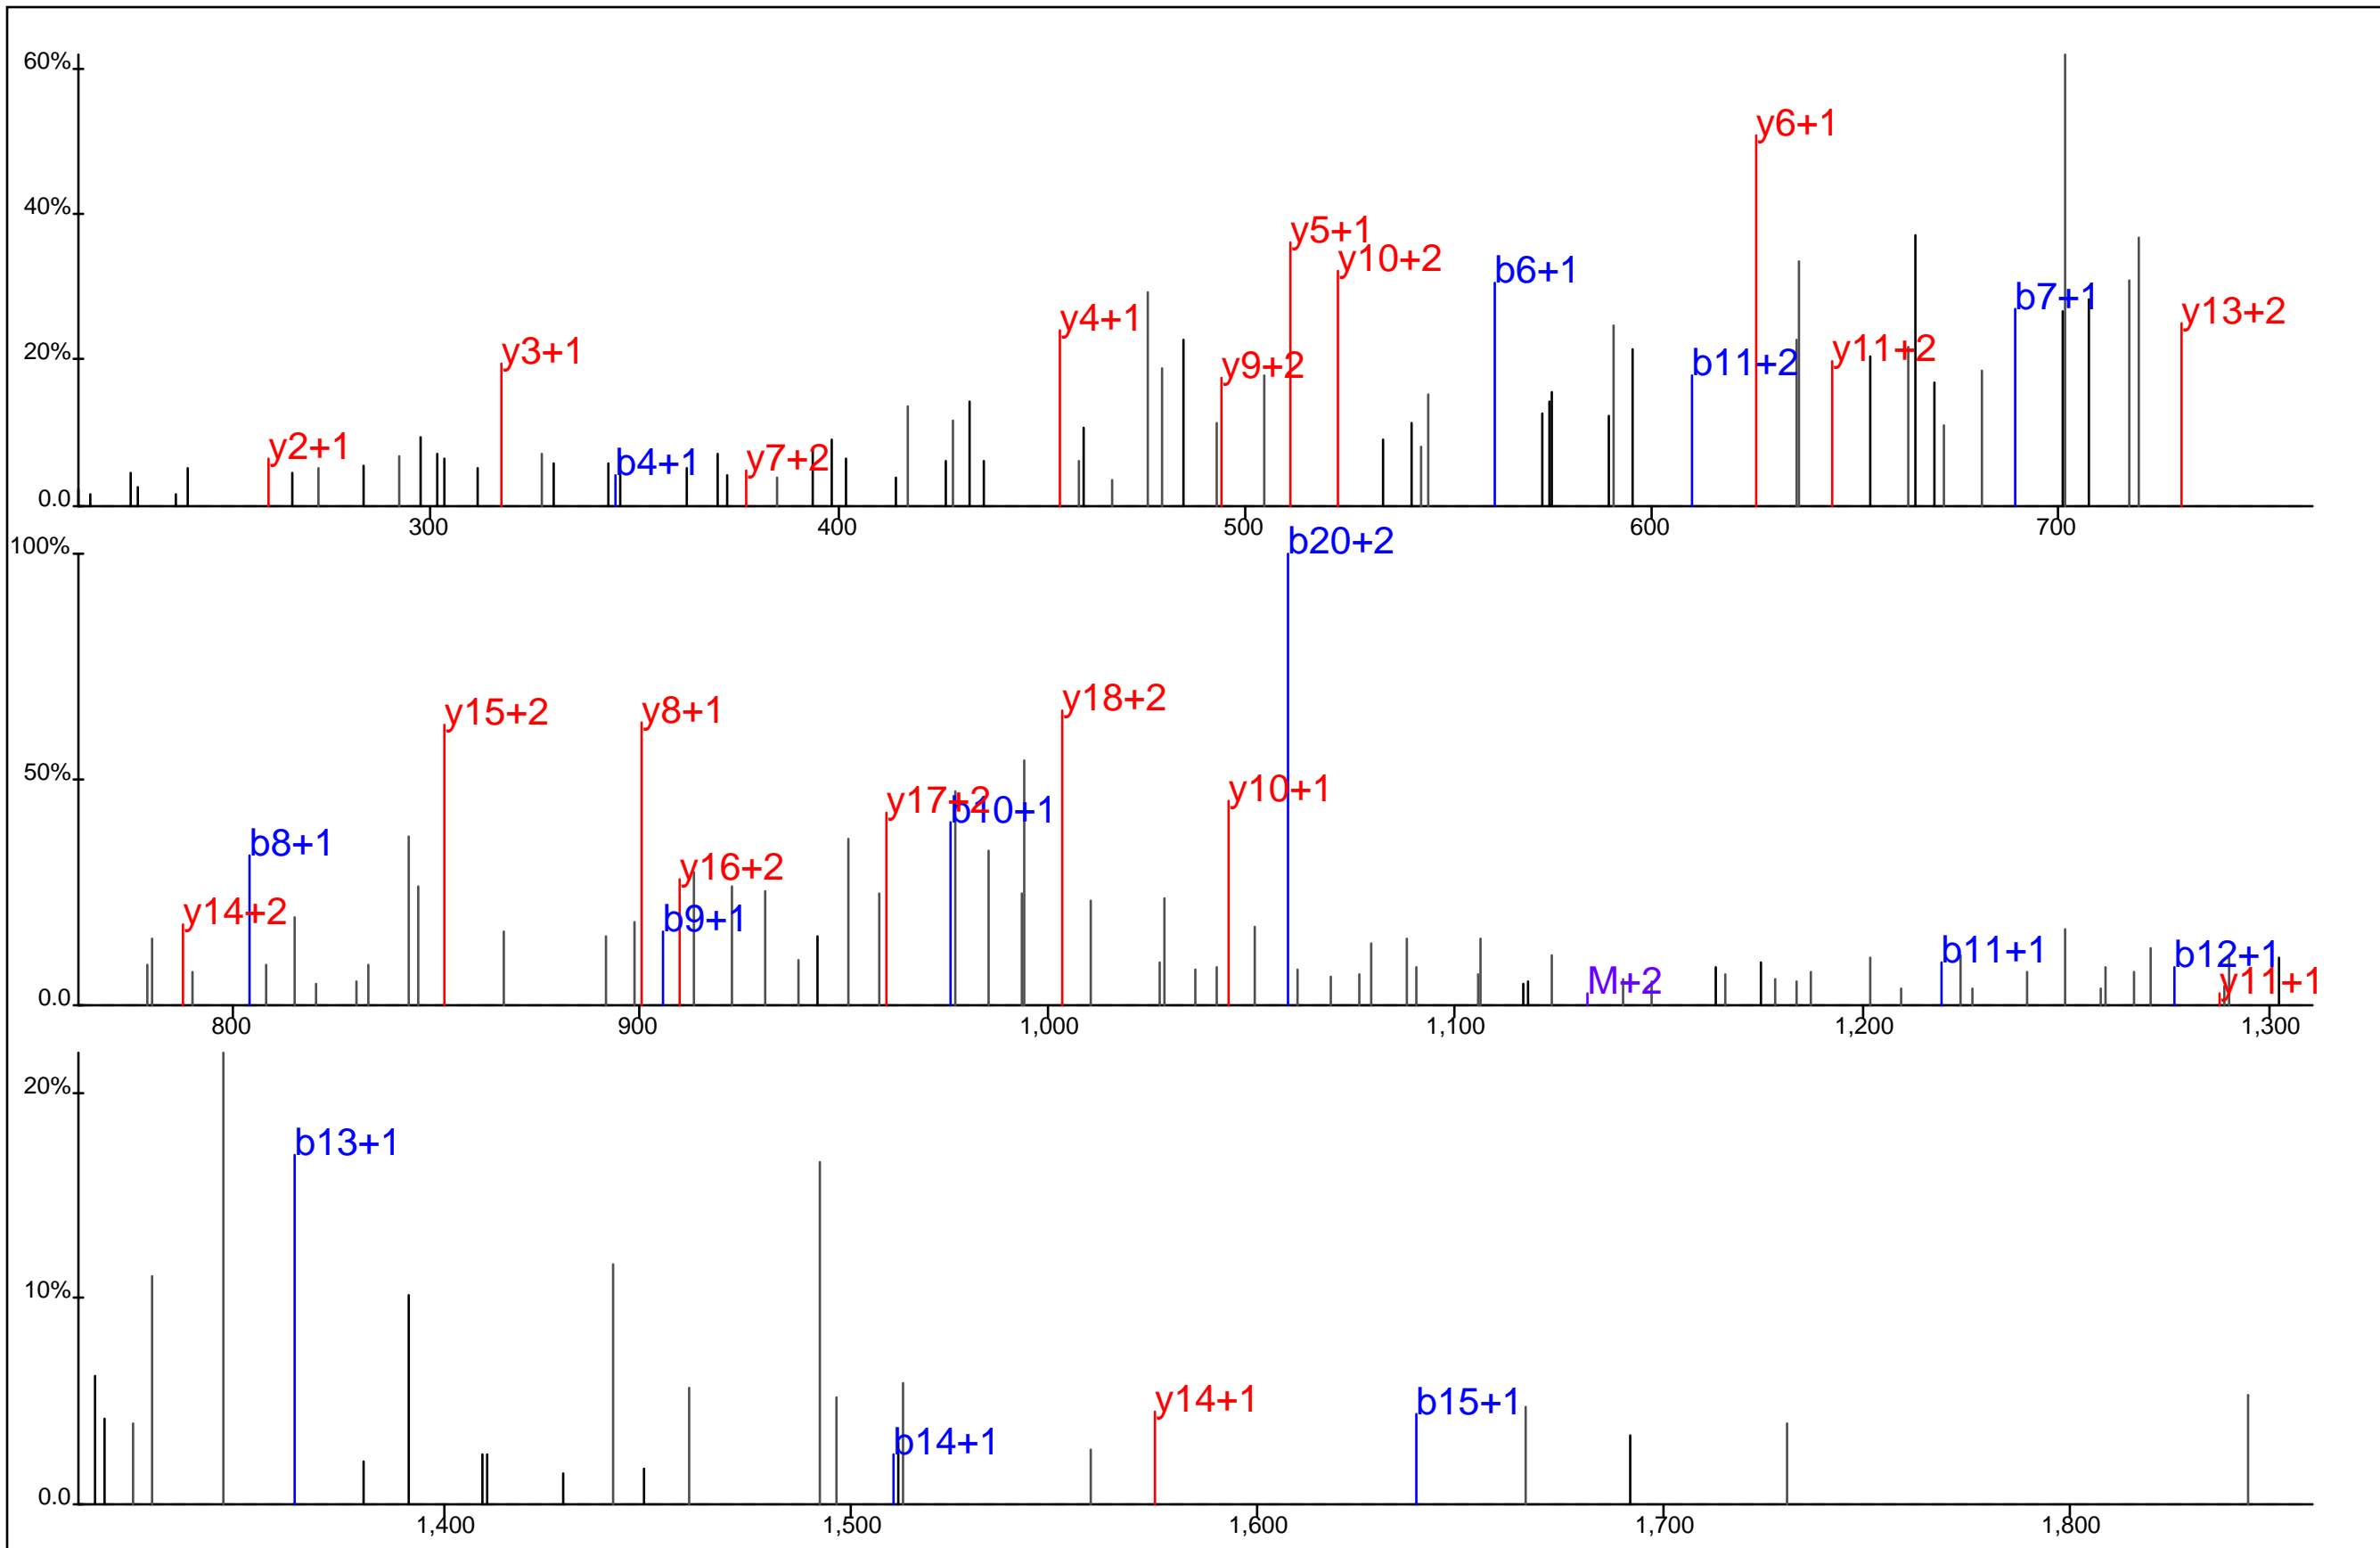 60%
40%
20%
0.0
y2+1
y3+1
b4+1
y7+2
y4+1
y9+2
y5+1
y10+2
b6+1
b11+2
y6+1
y11+2
b7+1
y13+2
300
400
500
600
700
100%
50%
0.0
y14+2
b8+1
y15+2
y8+1
b9+1
y16+2
y17+2
b10+1
y18+2
y10+1
b20+2
M+2
b11+1
b12+1
y11+1
800
900
1,000
1,100
1,200
1,300
20%
10%
0.0
b13+1
b14+1
y14+1
b15+1
1,400
1,500
1,600
1,700
1,800